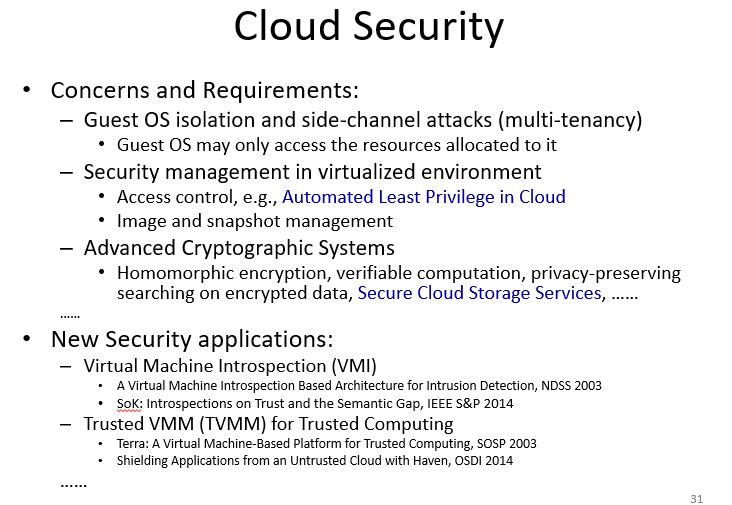 Cloud Security
• Concerns and Requirements:
– Guest OS isolation and side-channel attacks (multi-tenancy)
• Guest OS may only access the resources allocated to it
– Security management in virtualized environment
• Access control, e.g., Automated Least Privilege in Cloud
• Image and snapshot management
– Advanced Cryptographic Systems
• Homomorphic encryption, verifiable computation, privacy-preserving
searching on encrypted data, Secure Cloud Storage Services, ……
……
• New Security applications:
– Virtual Machine Introspection (VMI)
• A Virtual Machine Introspection Based Architecture for Intrusion Detection, NDSS 2003
• SoK: Introspections on Trust and the Semantic Gap, IEEE S&P 2014
– Trusted VMM (TVMM) for Trusted Computing
• Terra: A Virtual Machine-Based Platform for Trusted Computing, SOSP 2003
• Shielding Applications from an Untrusted Cloud with Haven, OSDI 2014
……
31